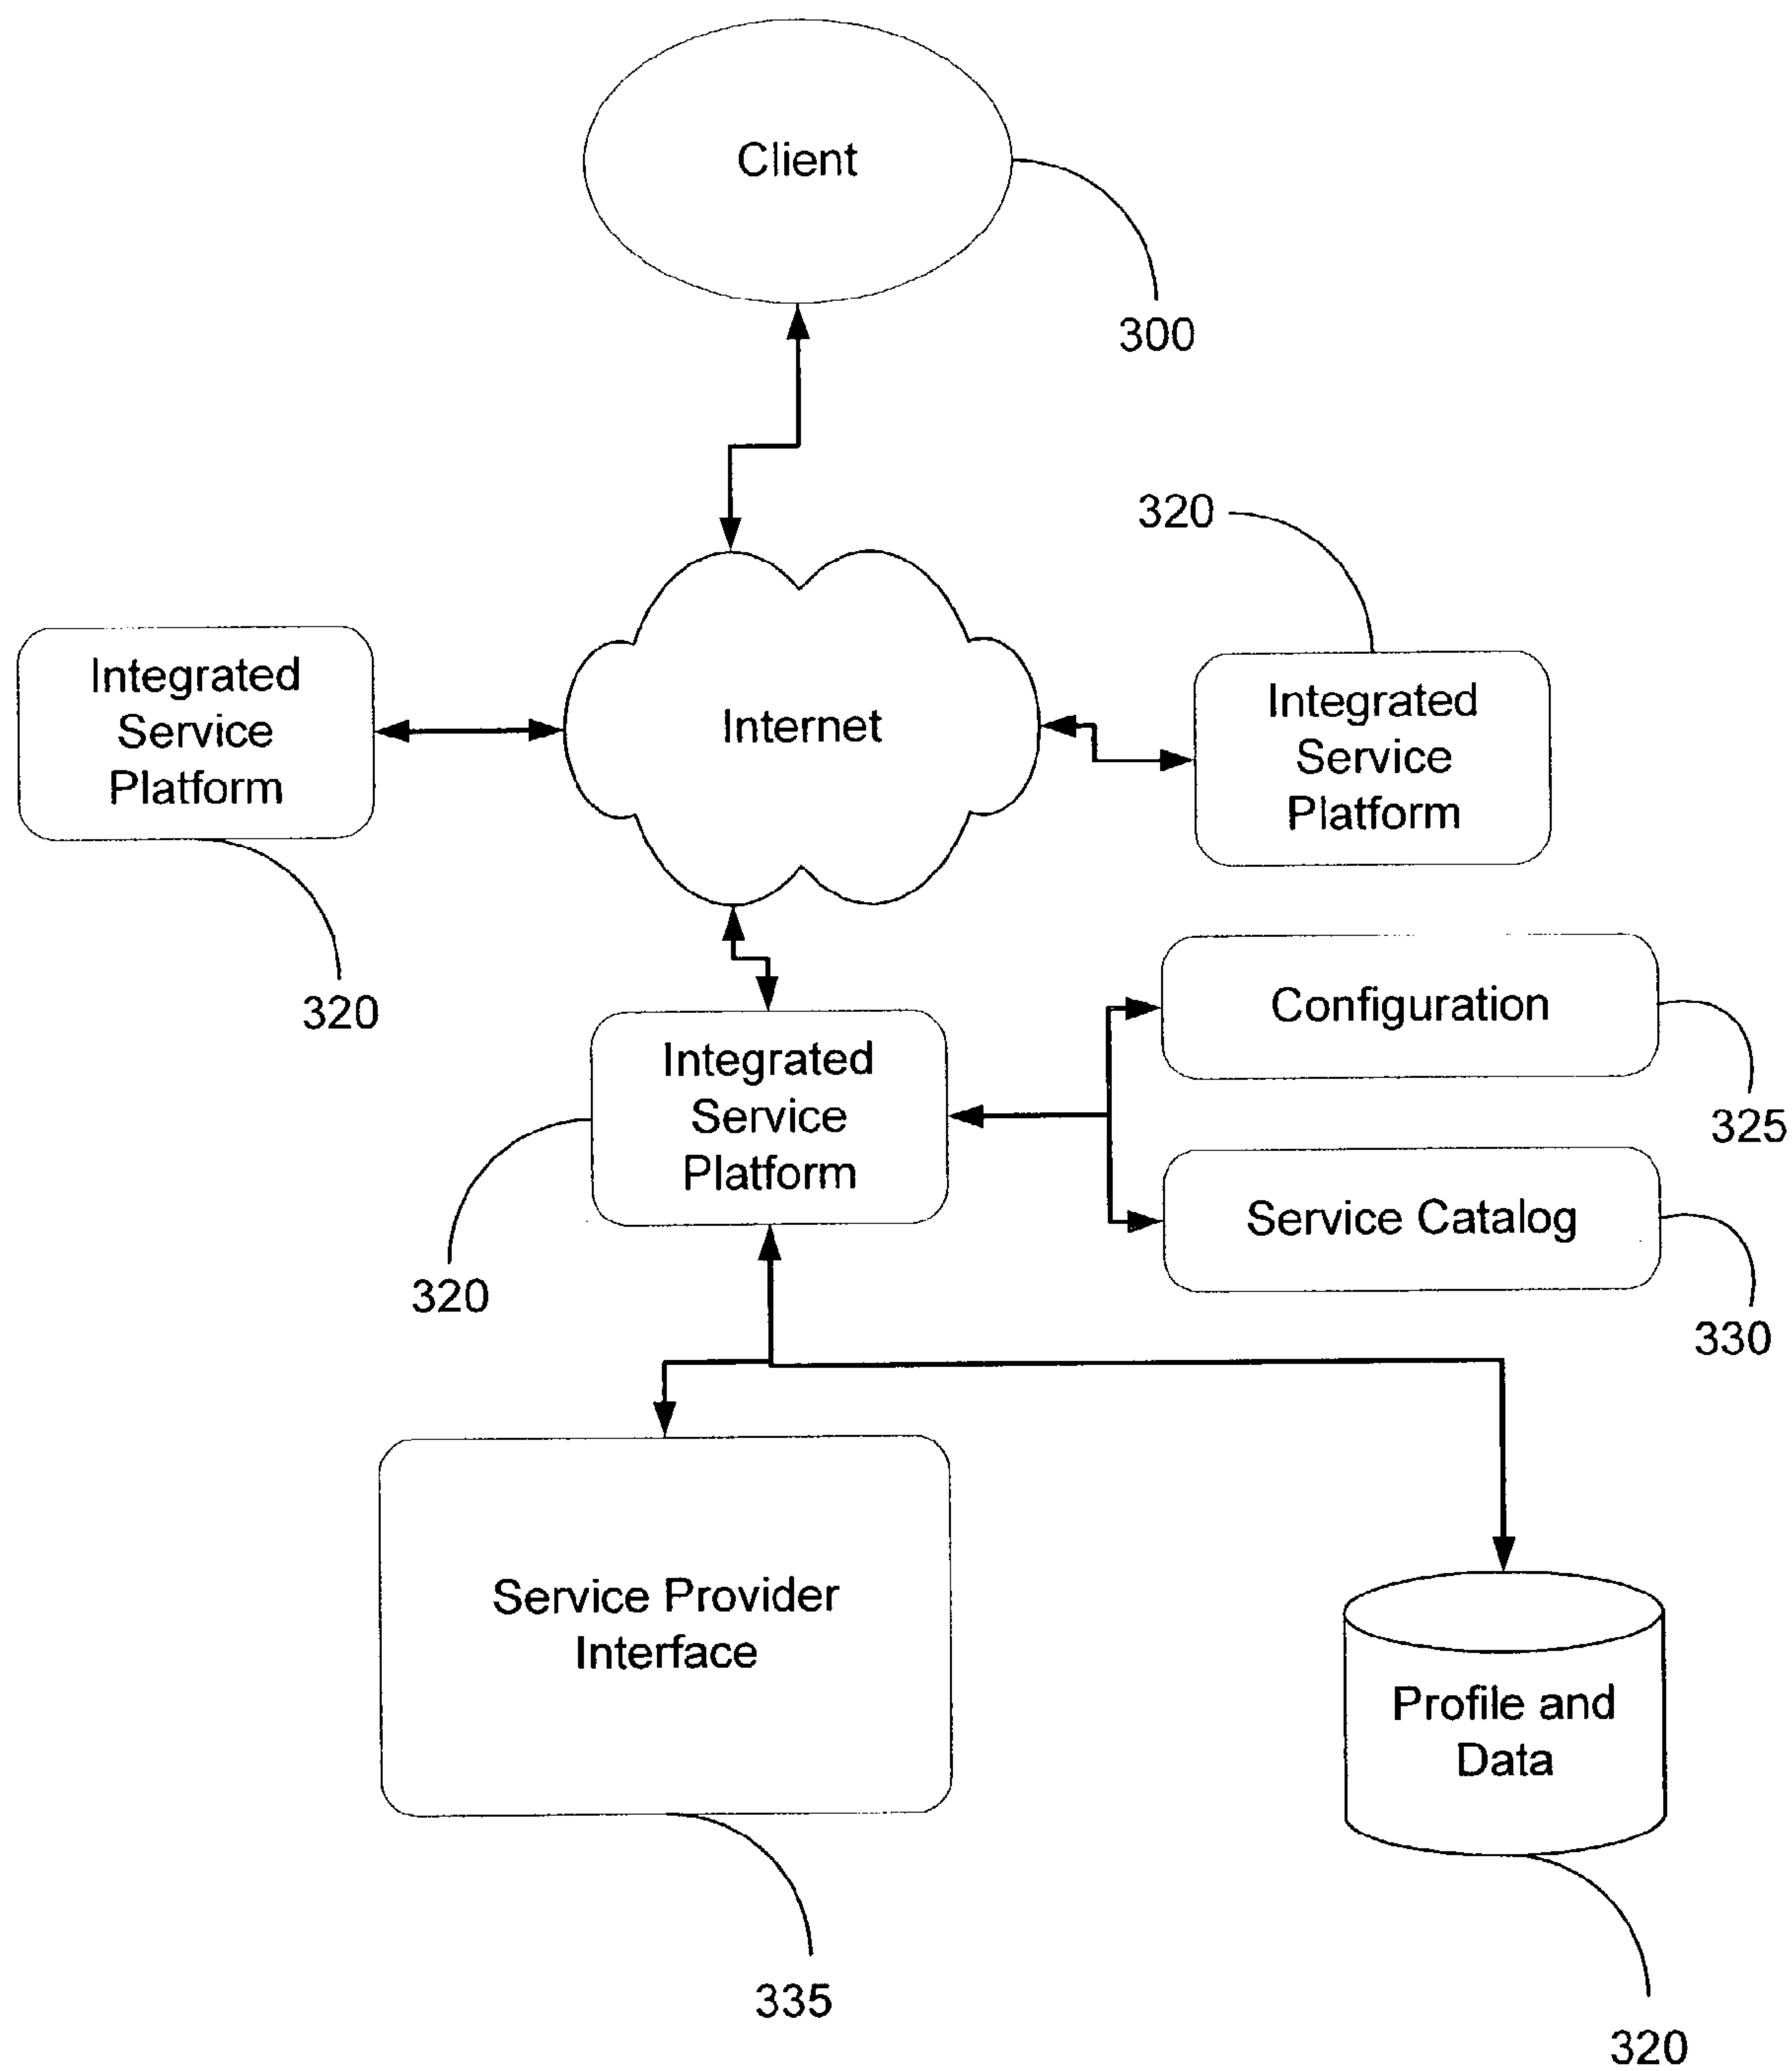 Client
300
320
Integrated
Service
Platform
Internet
Integrated
Service
Platform
320
Configuration
325
Integrated
Service
Platform
320
Service Catalog
330
Service Provider
Interface
335
Profile and
Data
320